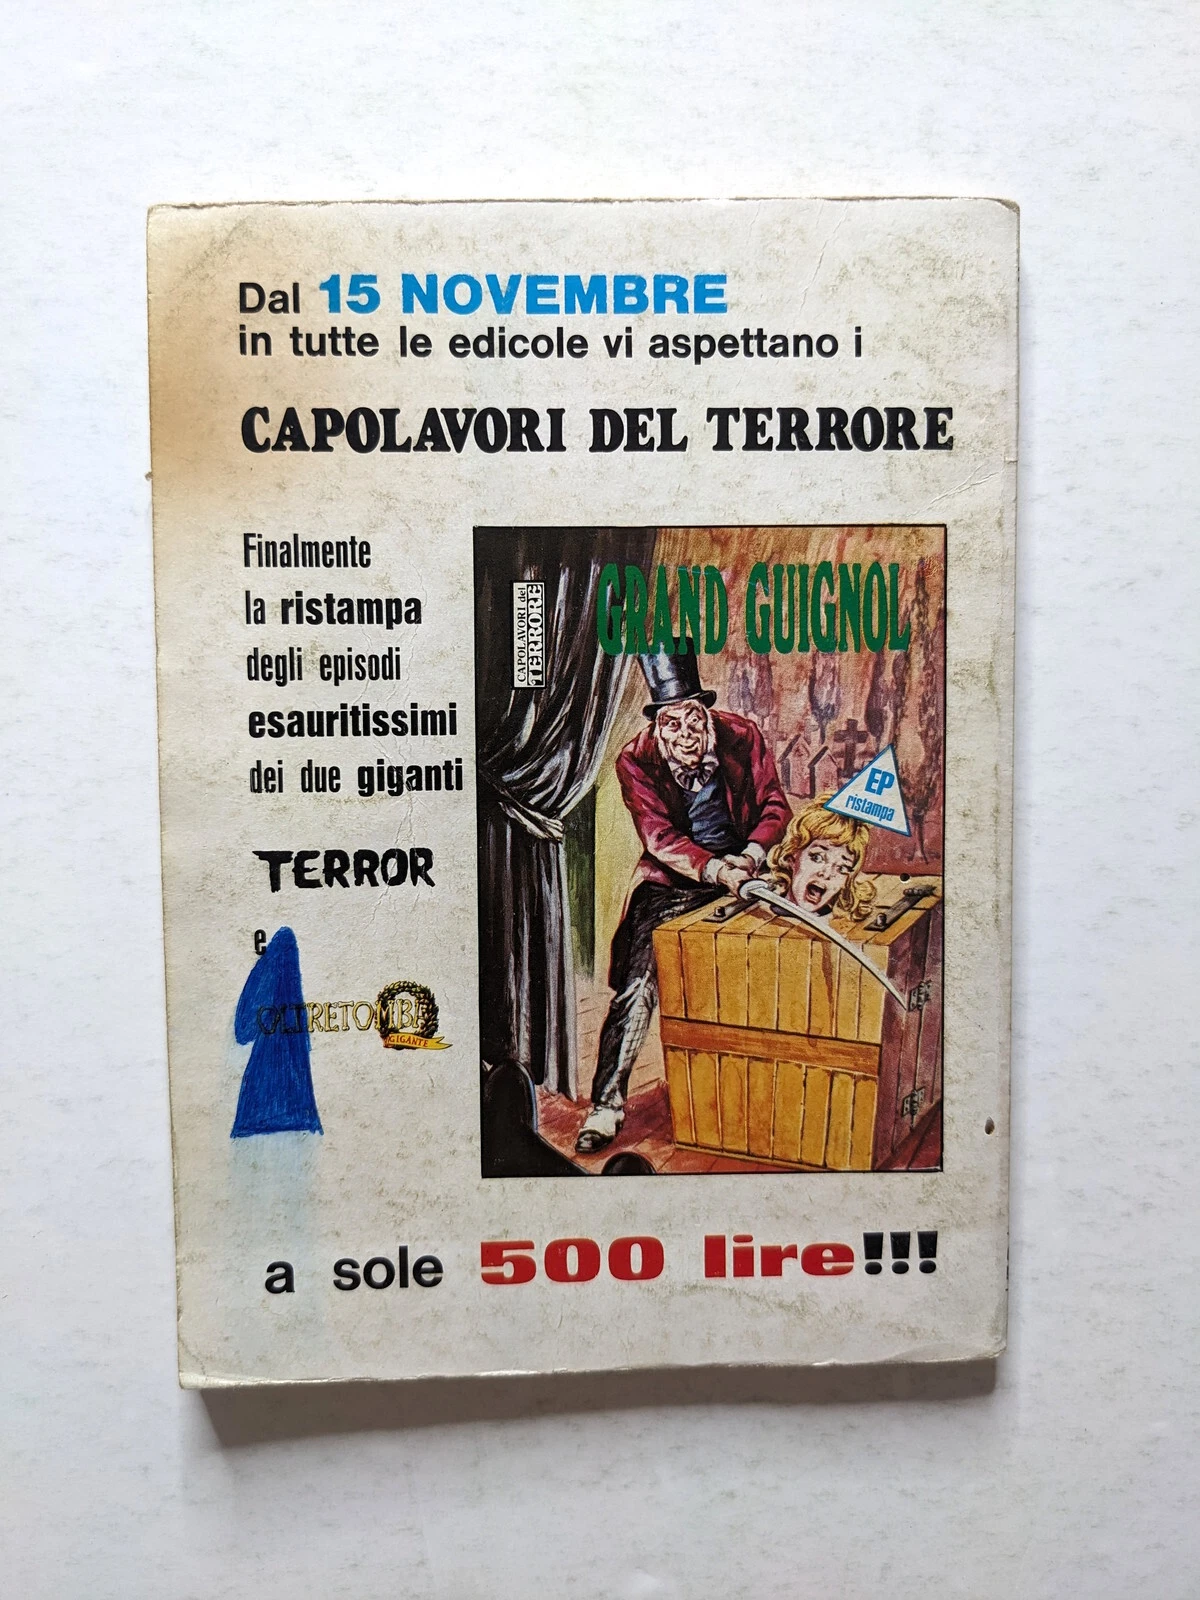 Dal 15 NOVEMBRE
in tutte le edicole vi aspettano i
CAPOLAVORI DEL TERRORE
Finalmente
la ristampa
degli episodi
esauritissimi
dei due giganti
TERROR
e
OLTRETOMBA
GIGANTE
CAPOLAVORI del
TERRORE
GRAND GUIGNOL
EP
ristampa
a sole 500 lire!!!